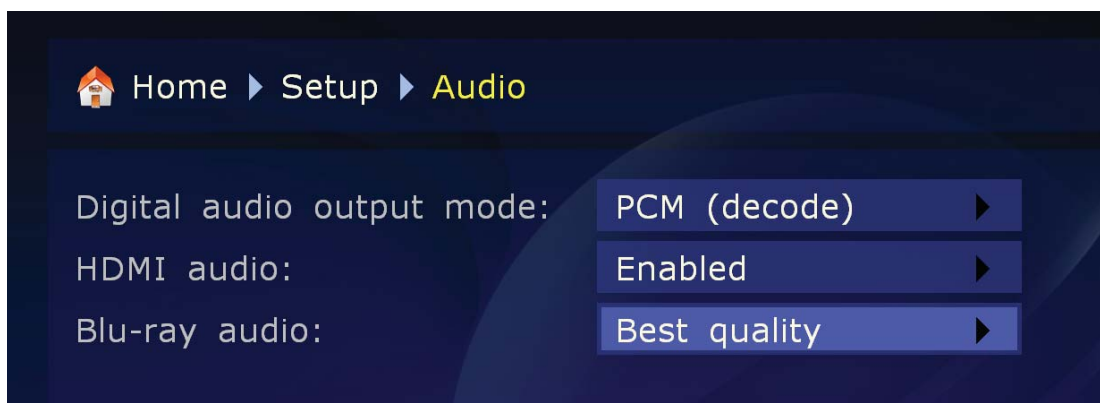 Home Setup Audio
Digital audio output mode: PCM (decode)
HDMI audio: Enabled
Blu-ray audio: Best quality